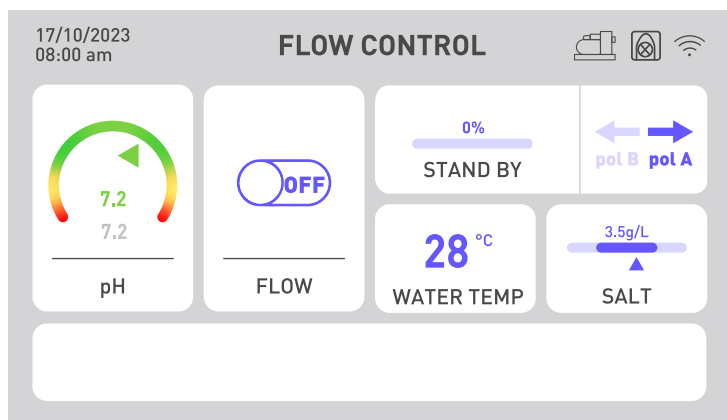 17/10/2023
08:00 am
FLOW CONTROL
7.2
7.2
pH
OFF
FLOW
0%
STAND BY
pol B pol A
28 °C
WATER TEMP
3.5g/L
SALT